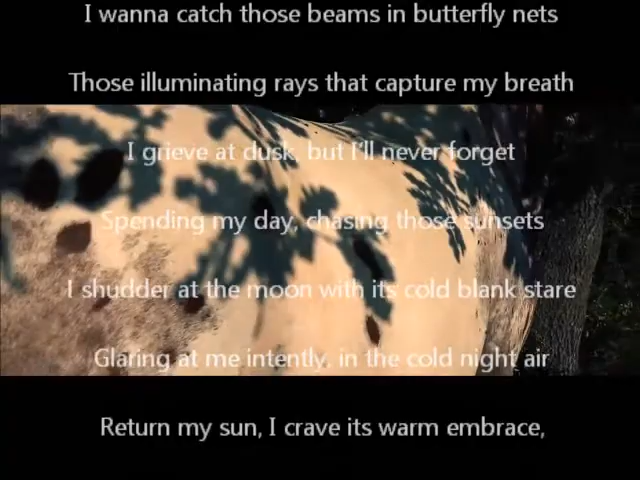 I wanna catch those beams in butterfly nets
Those illuminating rays that capture my breath
I grieve at dusk, but I'll never forget
Spending my day, chasing those sunsets
I shudder at the moon with its cold blank stare
Glaring at me intently, in the cold night air
Return my sun, I crave its warm embrace,